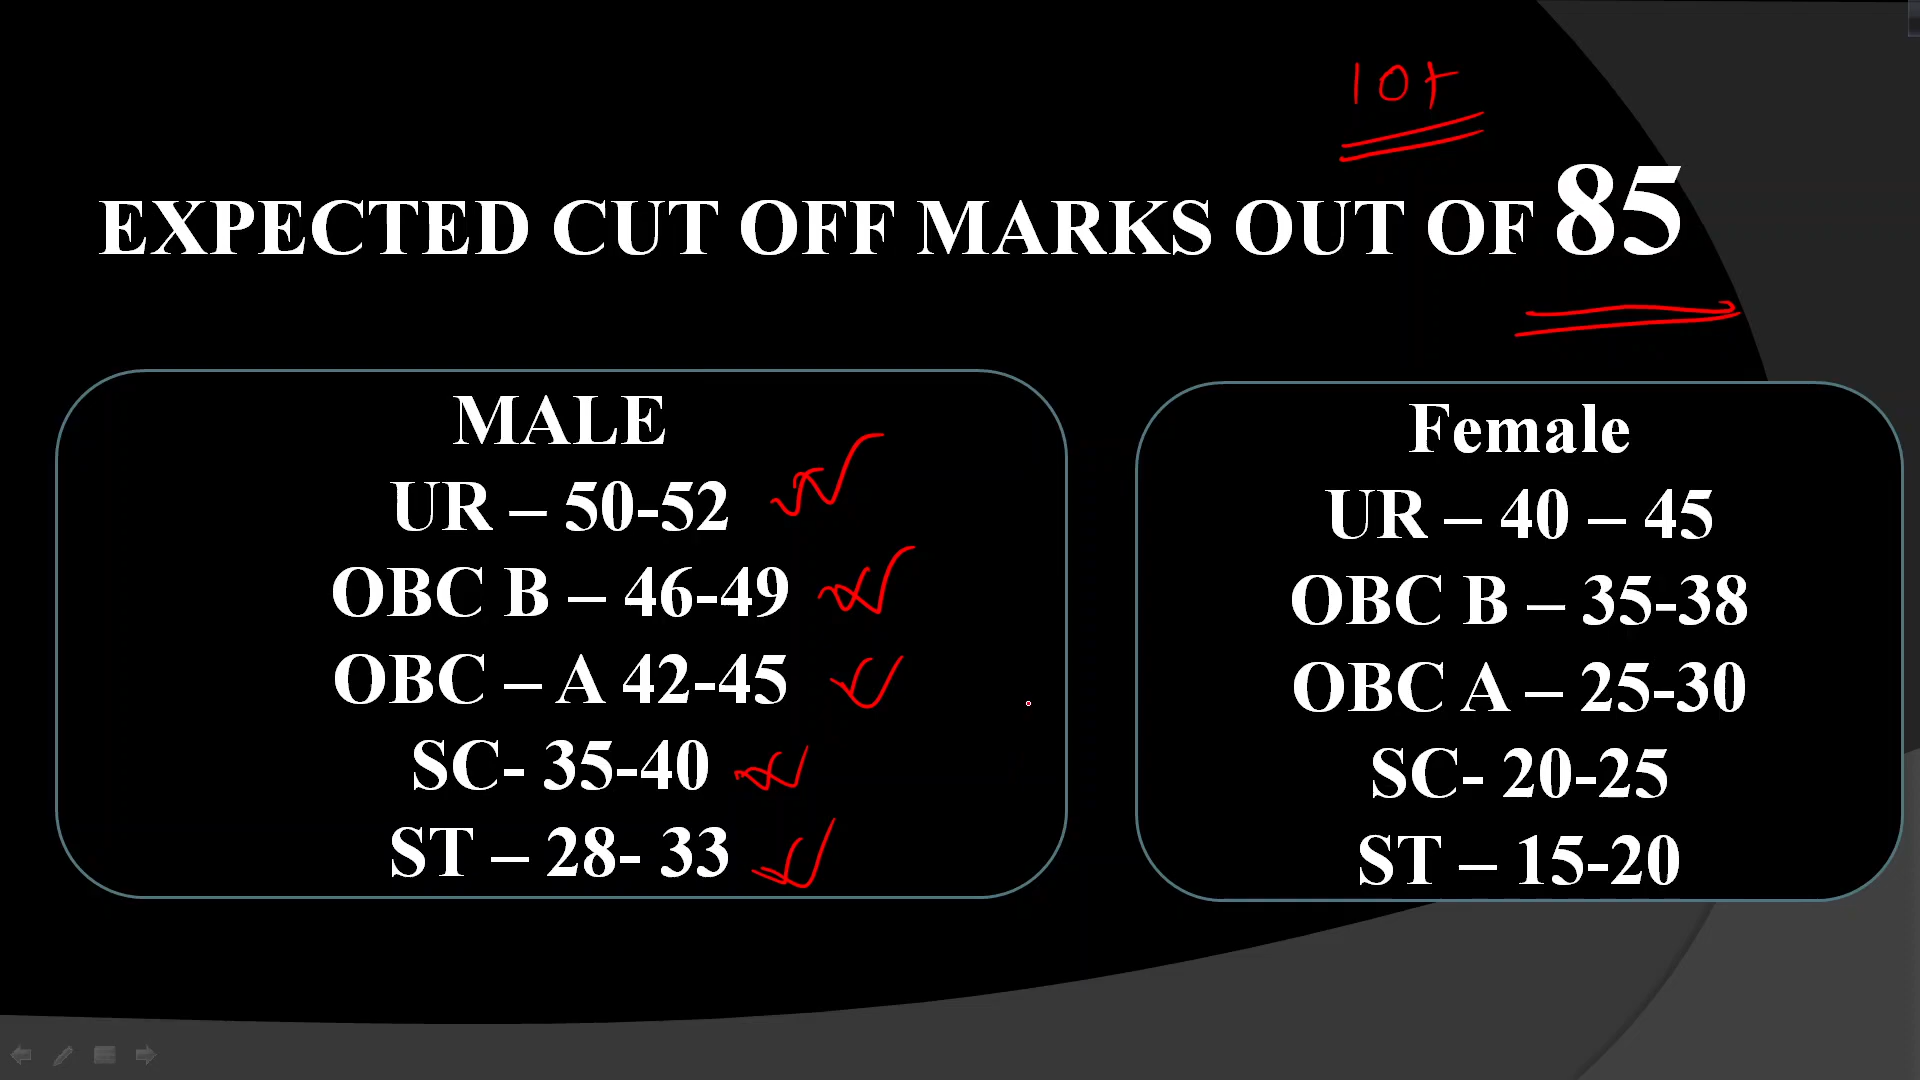 10+
EXPECTED CUT OFF MARKS OUT OF 85
MALE
UR – 50-52
OBC B – 46-49
OBC – A 42-45
SC- 35-40
ST – 28- 33
Female
UR – 40 – 45
OBC B – 35-38
OBC A – 25-30
SC- 20-25
ST – 15-20